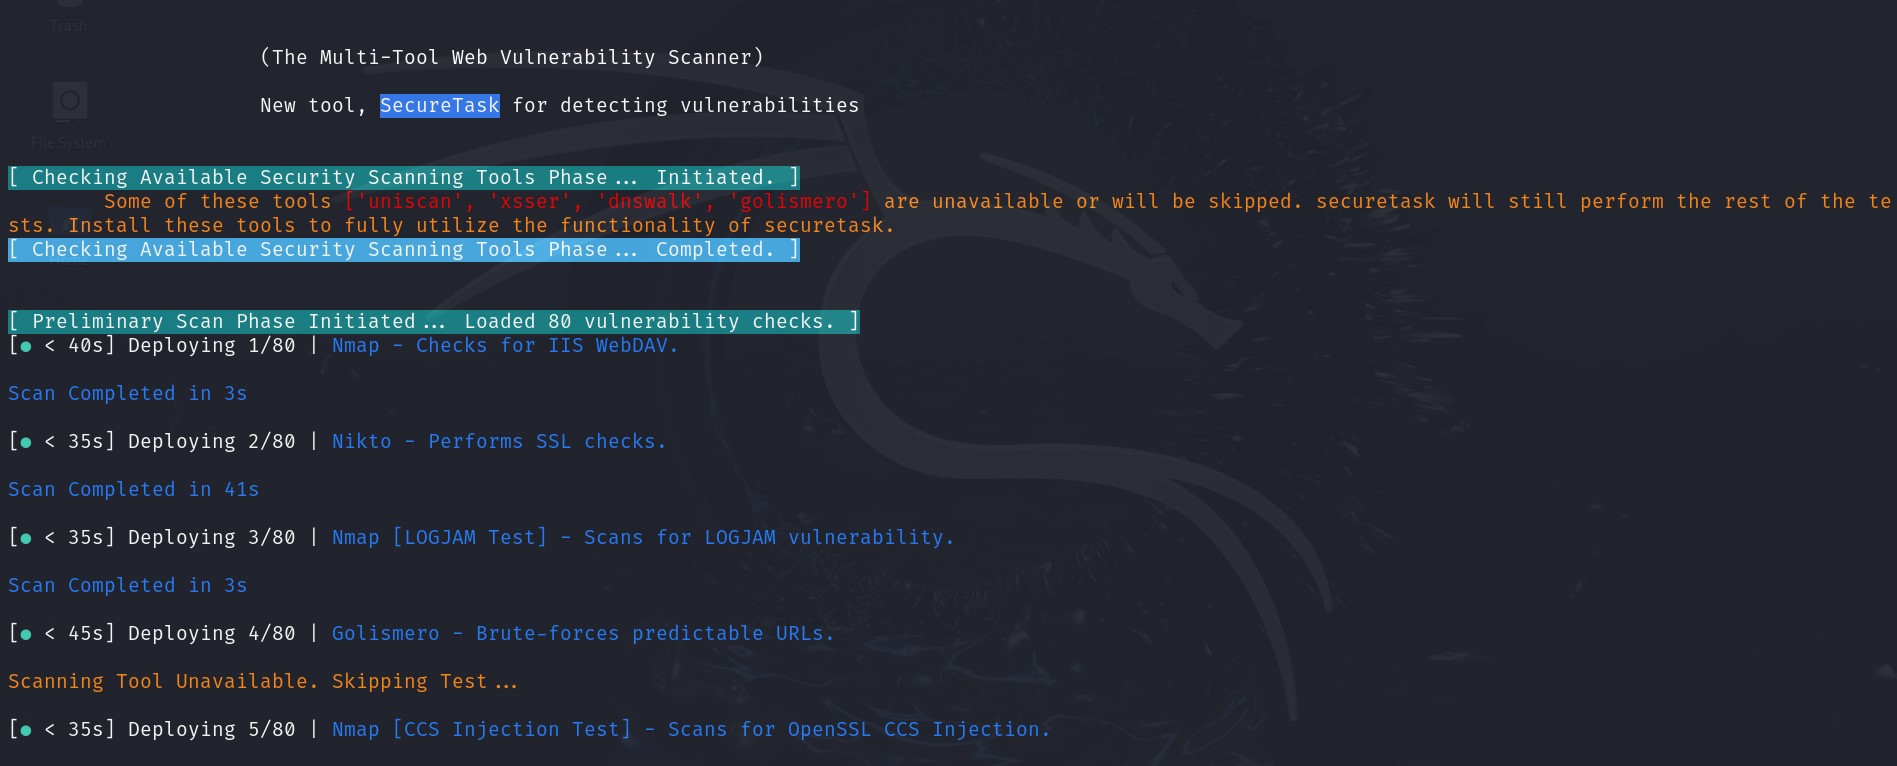 Trash
(The Multi-Tool Web Vulnerability Scanner)
File System
New tool, SecureTask for detecting vulnerabilities
[ Checking Available Security Scanning Tools Phase... Initiated. ]
Some of these tools ['uniscan', 'xsser', 'dnswalk', 'golismero'] are unavailable or will be skipped. securetask will still perform the rest of the te
sts. Install these tools to fully utilize the functionality of securetask.
[ Checking Available Security Scanning Tools Phase... Completed. ]
[ Preliminary Scan Phase Initiated... Loaded 80 vulnerability checks. ]
[● < 40s] Deploying 1/80 | Nmap - Checks for IIS WebDAV.
Scan Completed in 3s
[● < 35s] Deploying 2/80 | Nikto - Performs SSL checks.
Scan Completed in 41s
[● < 35s] Deploying 3/80 | Nmap [LOGJAM Test] - Scans for LOGJAM vulnerability.
Scan Completed in 3s
[● < 45s] Deploying 4/80 | Golismero - Brute-forces predictable URLs.
Scanning Tool Unavailable. Skipping Test...
[● < 35s] Deploying 5/80 | Nmap [CCS Injection Test] - Scans for OpenSSL CCS Injection.